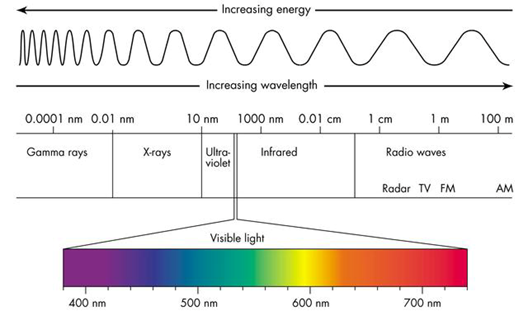 Increasing energy
Increasing wavelength
0.0001 nm 0.01 nm 10 nm 1000 nm 0.01 cm 1 cm 1 m 100 m
Gamma rays X-rays Ultra- Infrared Radio waves
violet
Radar TV FM AM
Visible light
400 nm 500 nm 600 nm 700 nm